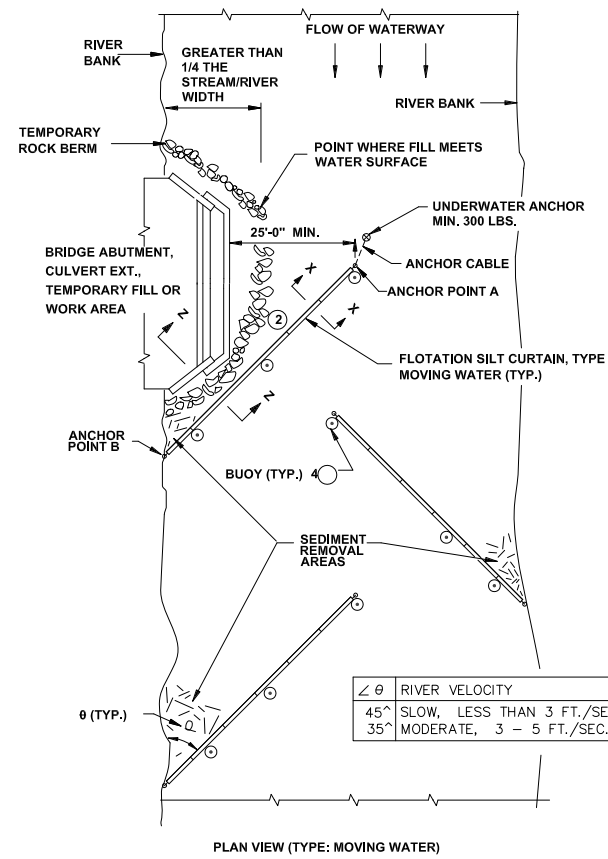 RIVER
BANK
GREATER THAN
1/4 THE
STREAM/RIVER
WIDTH
FLOW OF WATERWAY
RIVER BANK
TEMPORARY
ROCK BERM
POINT WHERE FILL MEETS
WATER SURFACE
25'-0" MIN.
UNDERWATER ANCHOR
MIN. 300 LBS.
BRIDGE ABUTMENT,
CULVERT EXT.,
TEMPORARY FILL OR
WORK AREA
ANCHOR CABLE
ANCHOR POINT A
X
X
Z
Z
2
FLOTATION SILT CURTAIN, TYPE
MOVING WATER (TYP.)
ANCHOR
POINT B
BUOY (TYP.) 4
SEDIMENT
REMOVAL
AREAS
θ (TYP.)
∠ θ RIVER VELOCITY
45^ SLOW, LESS THAN 3 FT./SE
35^ MODERATE, 3 – 5 FT./SEC.
PLAN VIEW (TYPE: MOVING WATER)